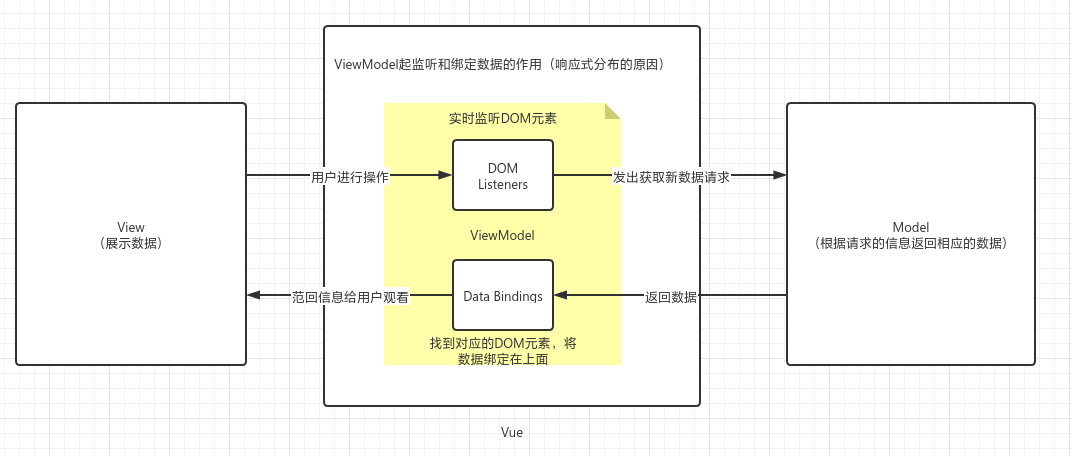 ViewModel起监听和绑定数据的作用（响应式分布的原因）
实时监听DOM元素
DOM
Listeners
用户进行操作
发出获取新数据请求
View
（展示数据）
ViewModel
Model
（根据请求的信息返回相应的数据）
Data Bindings
范回信息给用户观看
返回数据
找到对应的DOM元素，将
数据绑定在上面
Vue